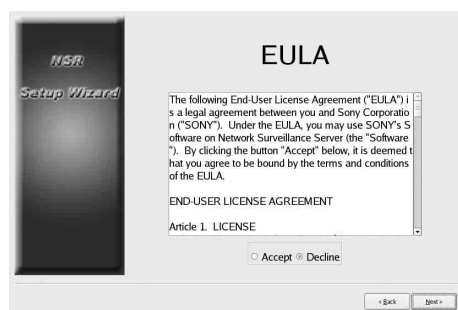 NSR
Setup Wizard
EULA
The following End-User License Agreement ("EULA") i
s a legal agreement between you and Sony Corporatio
n ("SONY"). Under the EULA, you may use SONY's S
oftware on Network Surveillance Server (the "Software
"). By clicking the button "Accept" below, it is deemed t
hat you agree to be bound by the terms and conditions
of the EULA.
END-USER LICENSE AGREEMENT
Article 1. LICENSE
Accept Decline
< Back Next >